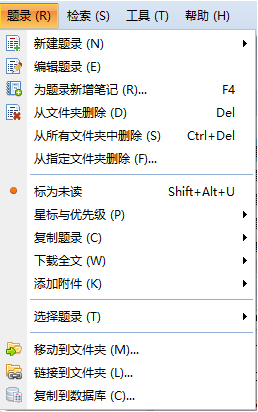 题录 (R) 检索 (S) 工具 (T) 帮助 (H)
新建题录 (N)
编辑题录 (E)
为题录新增笔记 (R)... F4
从文件夹删除 (D) Del
从所有文件夹中删除 (S) Ctrl+Del
从指定文件夹删除 (F)...
标为未读 Shift+Alt+U
星标与优先级 (P)
复制题录 (C)
下载全文 (W)
添加附件 (K)
选择题录 (T)
移动到文件夹 (M)...
链接到文件夹 (L)...
复制到数据库 (C)...